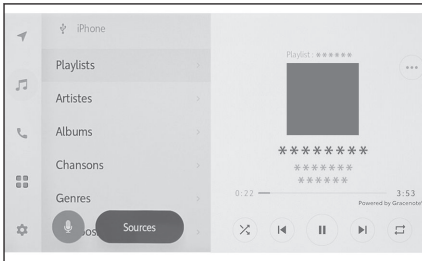 iPhone
Playlists
Artistes
Albums
Chansons
Genres
Sources
Playlist : ******
********
*******
******
0:22
3:53
Powered by Gracenote®